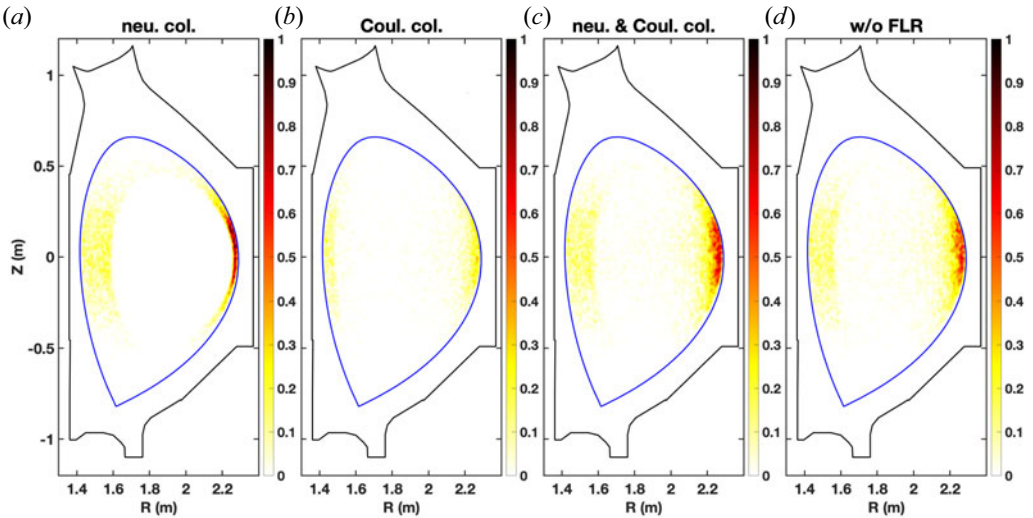 (a) neu. col. (b) Coul. col. (c) neu. & Coul. col. (d) w/o FLR
1 1 1 1
0.9 0.9 0.9 0.9
0.8 0.8 0.8 0.8
0.7 0.7 0.7 0.7
0.6 0.6 0.6 0.6
0.5 0.5 0.5 0.5
0.4 0.4 0.4 0.4
0.3 0.3 0.3 0.3
0.2 0.2 0.2 0.2
0.1 0.1 0.1 0.1
0 0 0 0
Z (m)
1
0.5
0
-0.5
-1
1.4 1.6 1.8 2 2.2 1.4 1.6 1.8 2 2.2 1.4 1.6 1.8 2 2.2 1.4 1.6 1.8 2 2.2
R (m) R (m) R (m) R (m)